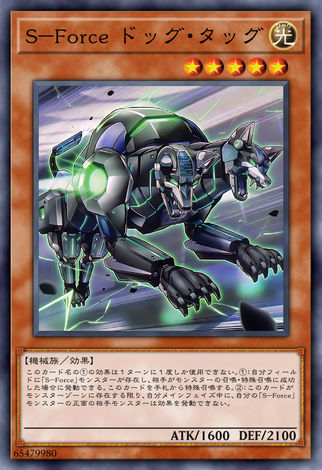 S－Force ドッグ・タッグ
光
【機械族／効果】
このカード名の①の効果は１ターンに１度しか使用できない。①：自分フィール
ドに「S－Force」モンスターが存在し、相手がモンスターの召喚・特殊召喚に成功
した場合に発動できる。このカードを手札から特殊召喚する。②：このカードが
モンスターゾーンに存在する限り、自分メインフェイズ中に、自分の「S－Force」
モンスターの正面の相手モンスターは効果を発動できない。
ATK/1600 DEF/2100
65479980